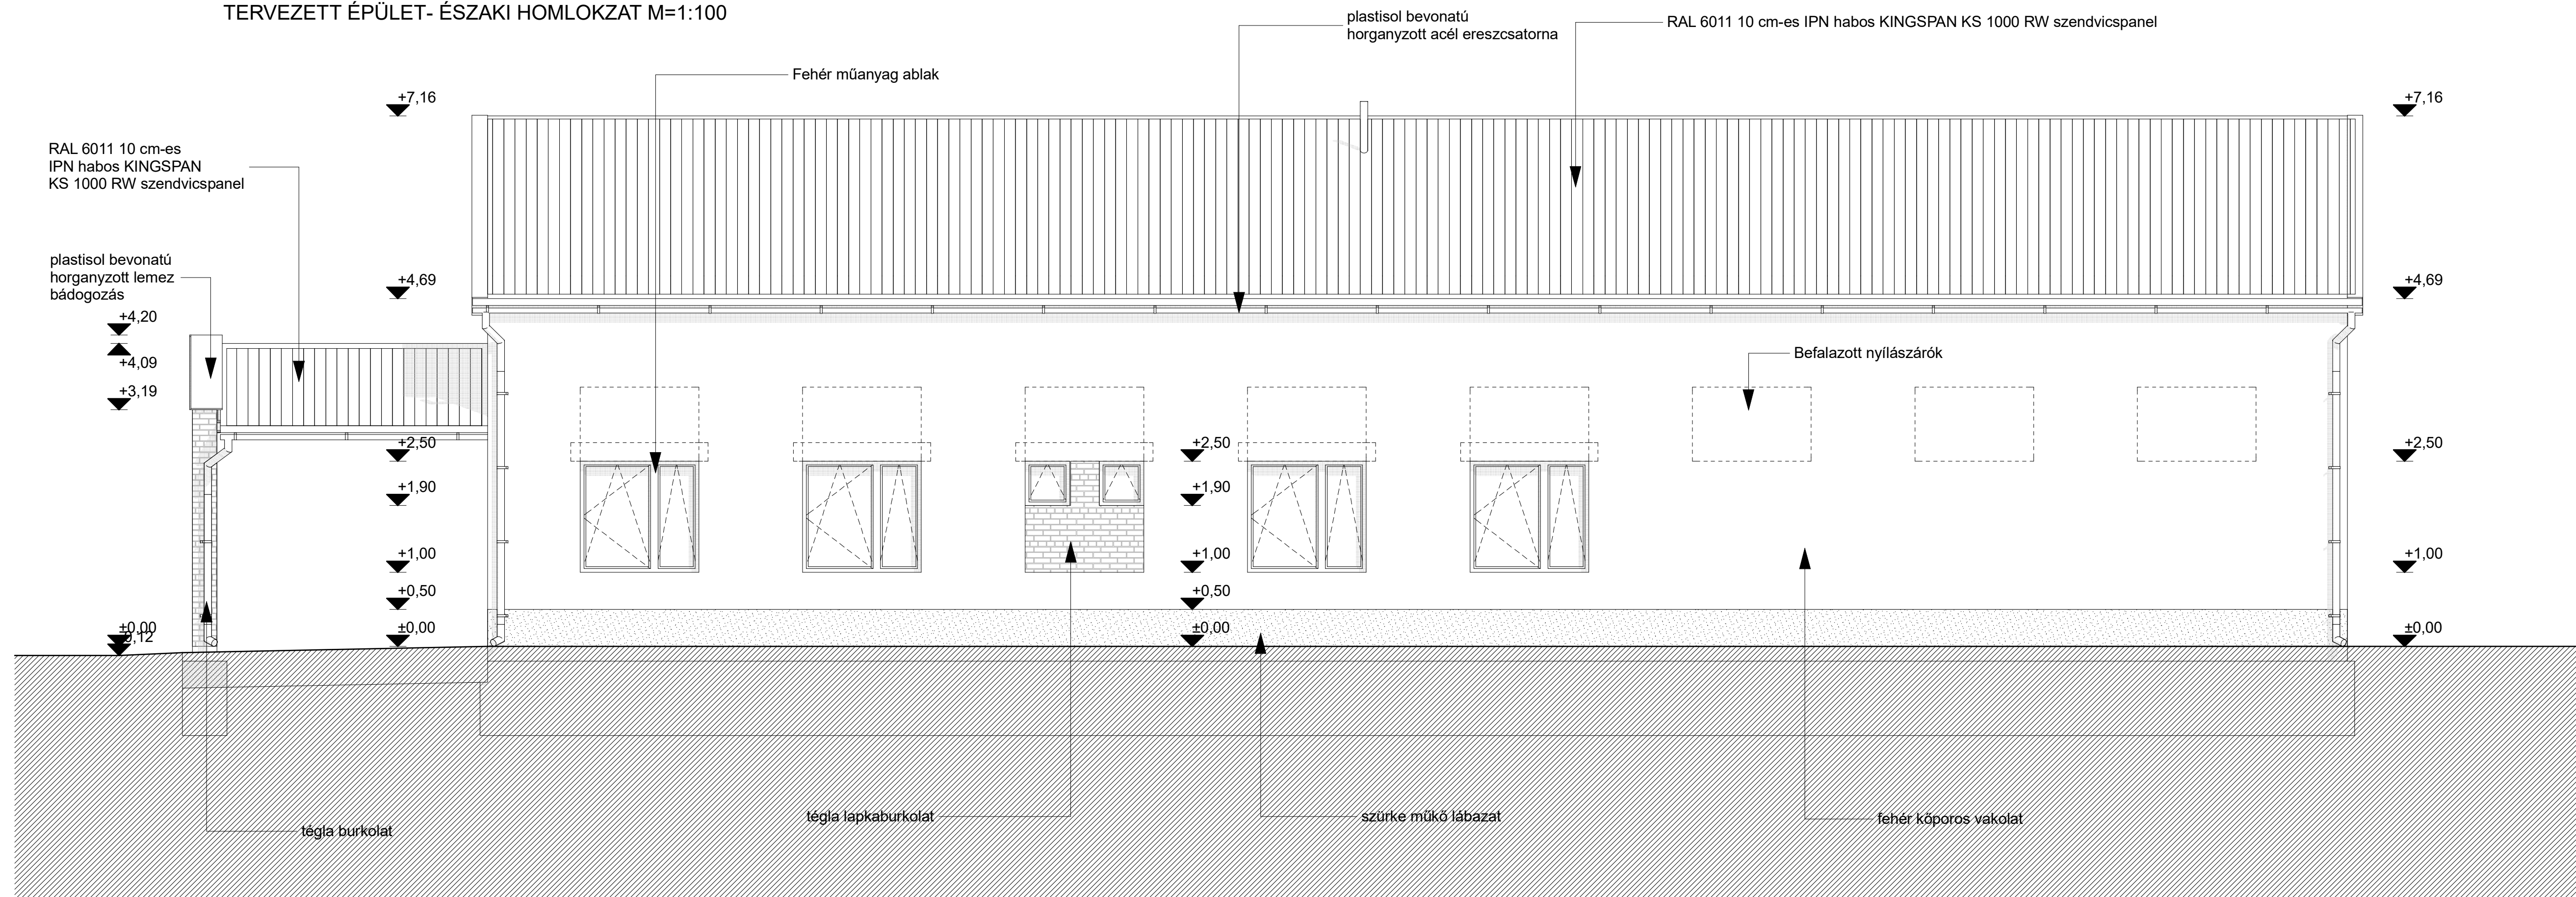 TERVEZETT ÉPÜLET- ÉSZAKI HOMLOKZAT M=1:100
plastisol bevonatú
horganyzott acél ereszcsatorna
RAL 6011 10 cm-es IPN habos KINGSPAN KS 1000 RW szendvicspanel
Fehér műanyag ablak
+7,16
+7,16
RAL 6011 10 cm-es
IPN habos KINGSPAN
KS 1000 RW szendvicspanel
plastisol bevonatú
horganyzott lemez
bádogozás
+4,69
+4,69
+4,20
+4,09
+3,19
Befalazott nyílászárók
+2,50
+2,50
+2,50
+1,90
+1,90
+1,00
+1,00
+1,00
±0,50
±0,50
±0,00
-0,12
±0,00
±0,00
±0,00
tégla burkolat
tégla lapkaburkolat
szürke műkő lábazat
fehér kőporos vakolat